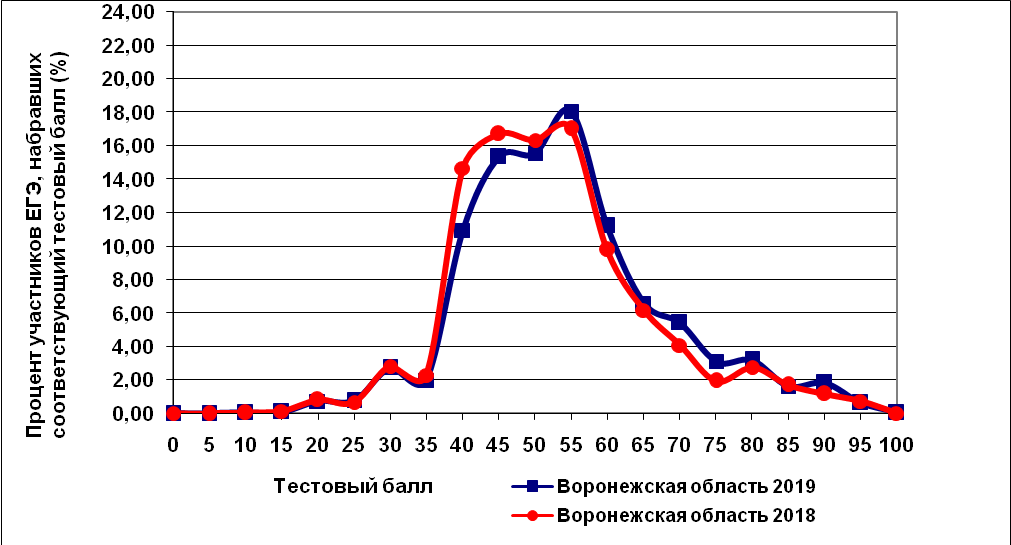 Процент участников ЕГЭ, набравших
соответствующий тестовый балл (%)
24,00
22,00
20,00
18,00
16,00
14,00
12,00
10,00
8,00
6,00
4,00
2,00
0,00
0 5 10 15 20 25 30 35 40 45 50 55 60 65 70 75 80 85 90 95 100
Тестовый балл
Воронежская область 2019
Воронежская область 2018